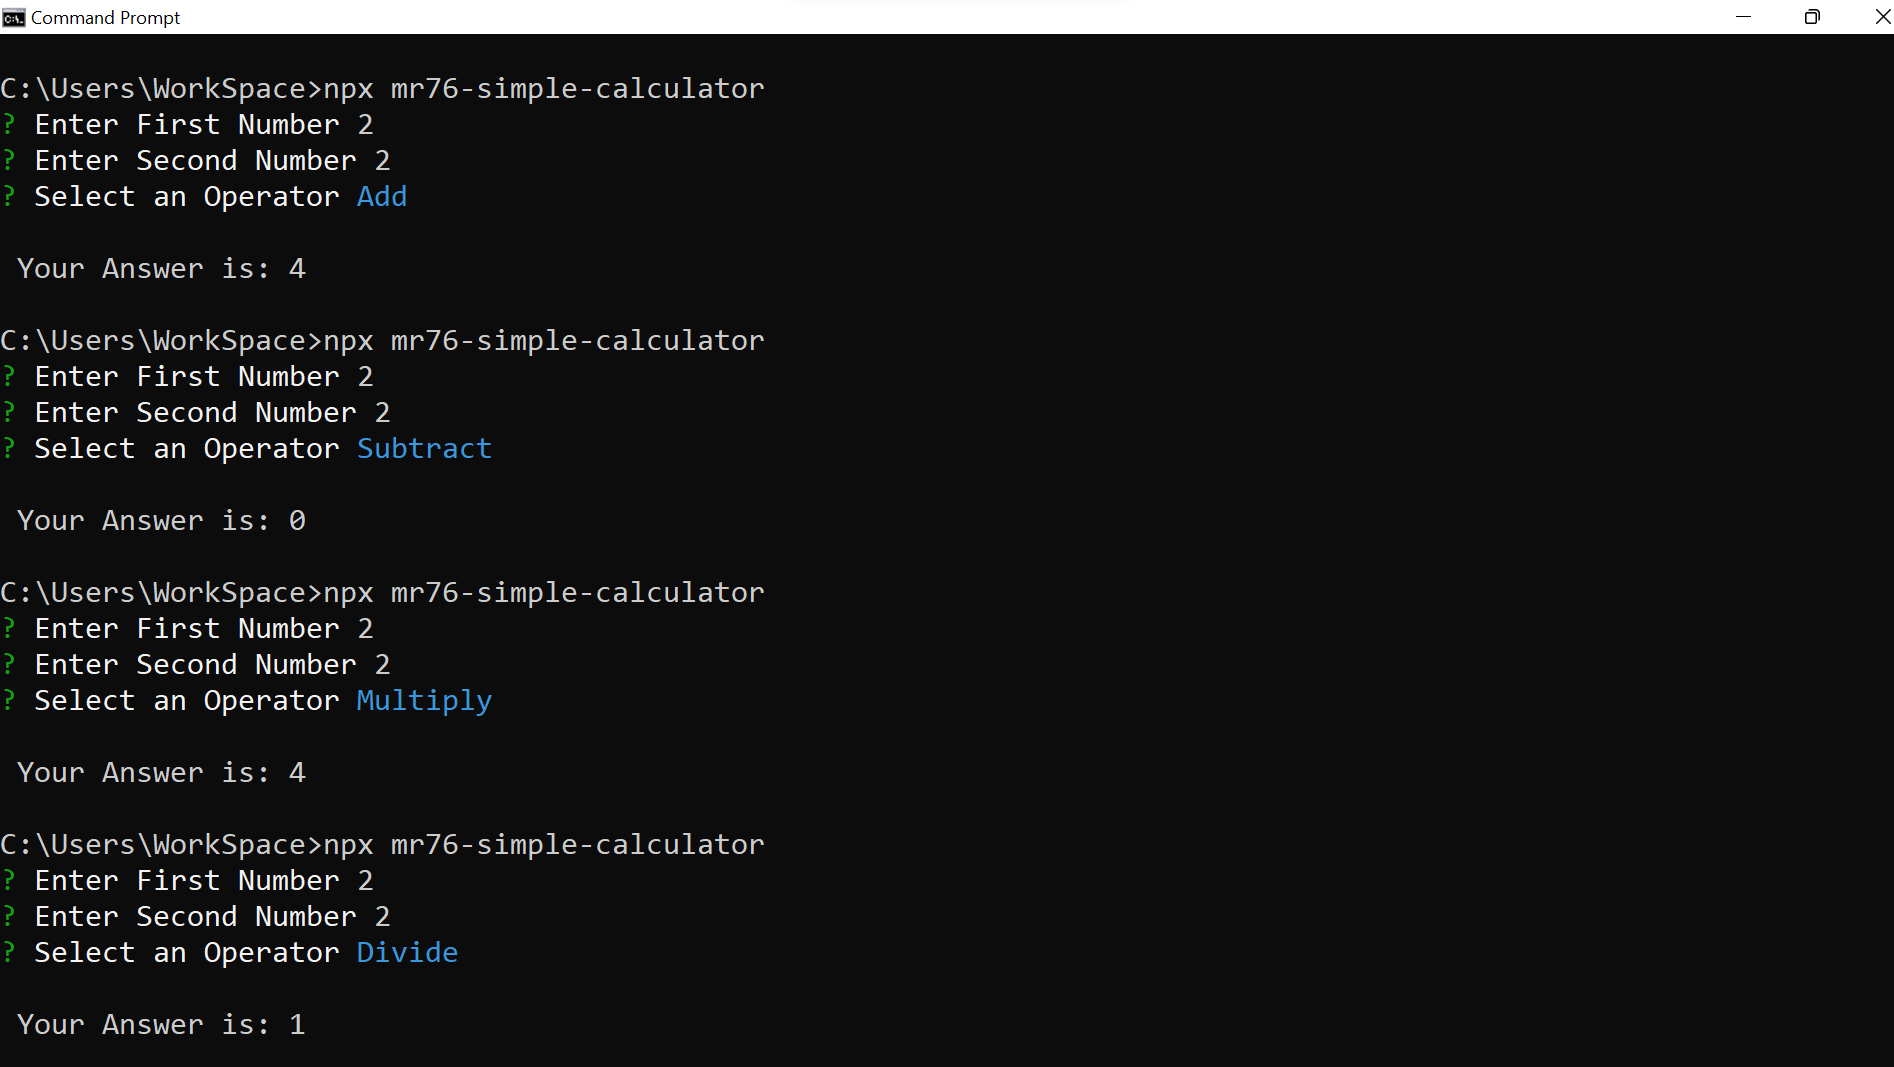 Command Prompt
C:\Users\WorkSpace>npx mr76-simple-calculator
? Enter First Number 2
? Enter Second Number 2
? Select an Operator Add
Your Answer is: 4
C:\Users\WorkSpace>npx mr76-simple-calculator
? Enter First Number 2
? Enter Second Number 2
? Select an Operator Subtract
Your Answer is: 0
C:\Users\WorkSpace>npx mr76-simple-calculator
? Enter First Number 2
? Enter Second Number 2
? Select an Operator Multiply
Your Answer is: 4
C:\Users\WorkSpace>npx mr76-simple-calculator
? Enter First Number 2
? Enter Second Number 2
? Select an Operator Divide
Your Answer is: 1